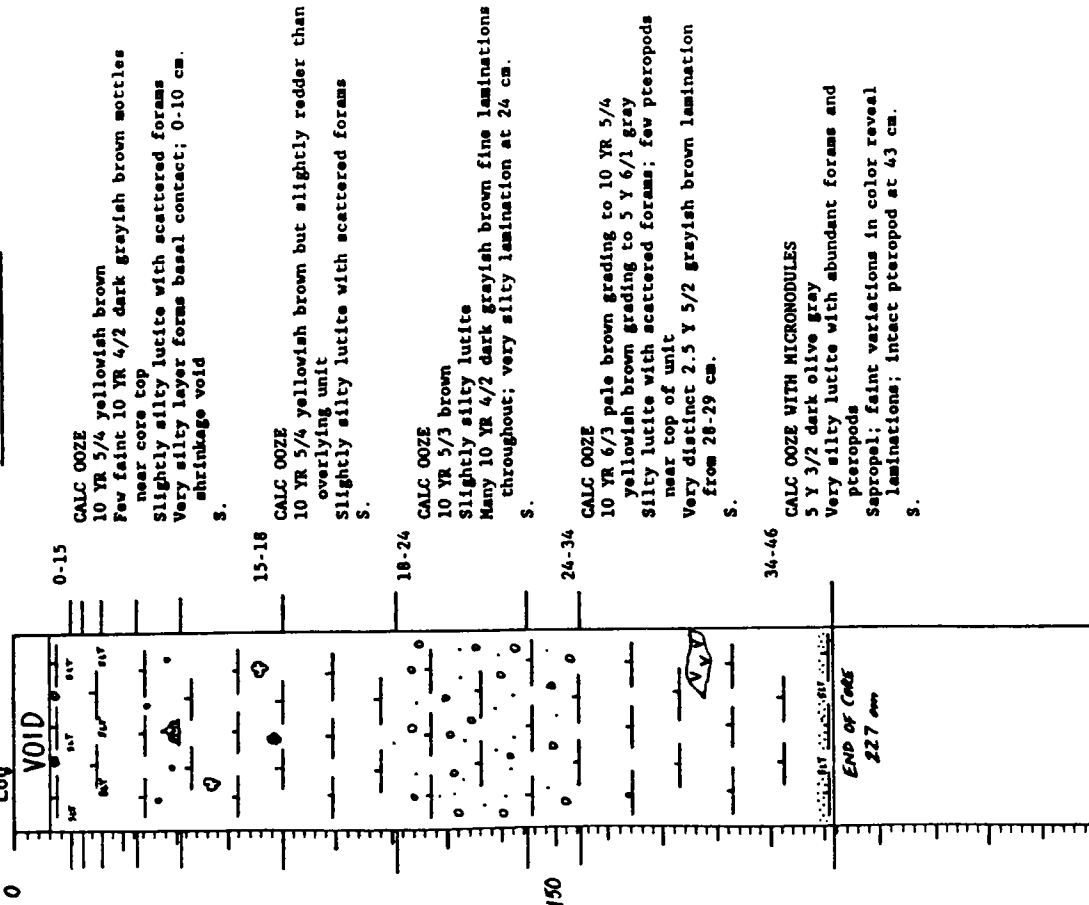 Log
0
VOID
SLT SLT SLT
SLT SLT SLT
150
SLT SLT
END OF CORE
227 cm
0-15
CALC OOZE
10 YR 5/4 yellowish brown
Few faint 10 YR 4/2 dark grayish brown mottles
near core top
Slightly silty lutite with scattered forams
Very silty layer forms basal contact; 0-10 cm.
shrinkage void
S.
15-18
CALC OOZE
10 YR 5/4 yellowish brown but slightly redder than
overlying unit
Slightly silty lutite with scattered forams
S.
18-24
CALC OOZE
10 YR 5/3 brown
Slightly silty lutite
Many 10 YR 4/2 dark grayish brown fine laminations
throughout; very silty lamination at 24 cm.
S.
24-34
CALC OOZE
10 YR 6/3 pale brown grading to 10 YR 5/4
yellowish brown grading to 5 Y 6/1 gray
Silty lutite with scattered forams; few pteropods
near top of unit
Very distinct 2.5 Y 5/2 grayish brown lamination
from 28-29 cm.
S.
34-46
CALC OOZE WITH MICRONODULES
5 Y 3/2 dark olive gray
Very silty lutite with abundant forams and
pteropods
Sapropel; faint variations in color reveal
laminations; intact pteropod at 43 cm.
S.